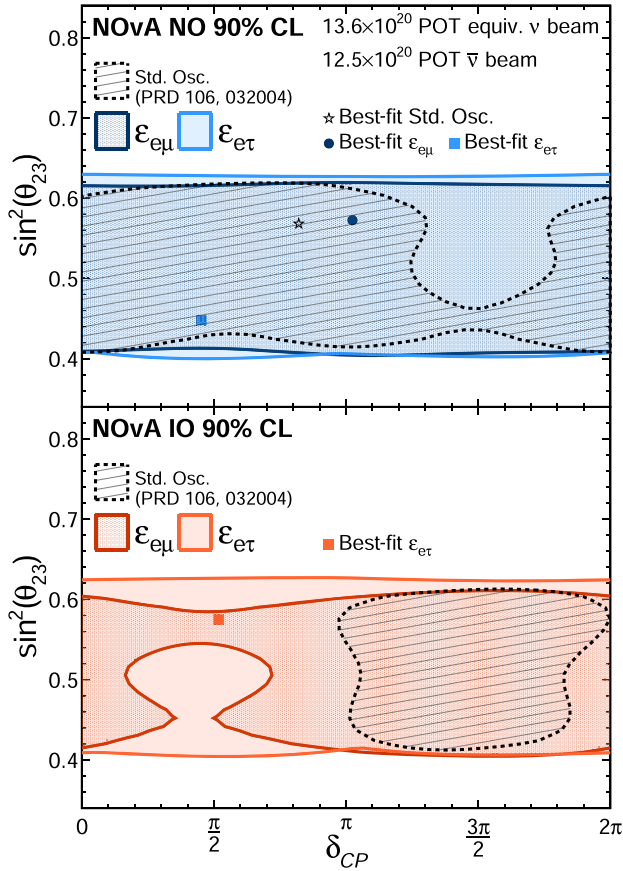 NOvA NO 90% CL
13.6×10²⁰ POT equiv. ν beam
12.5×10²⁰ POT ν̅ beam
Std. Osc.
(PRD 106, 032004)
εeμ εeτ
Best-fit Std. Osc.
Best-fit εeμ Best-fit εeτ
sin²(θ₂₃)
0.8
0.7
0.6
0.5
0.4
NOvA IO 90% CL
Std. Osc.
(PRD 106, 032004)
εeμ εeτ
Best-fit εeτ
sin²(θ₂₃)
0.8
0.7
0.6
0.5
0.4
0 π/2 π 3π/2 2π
δCP